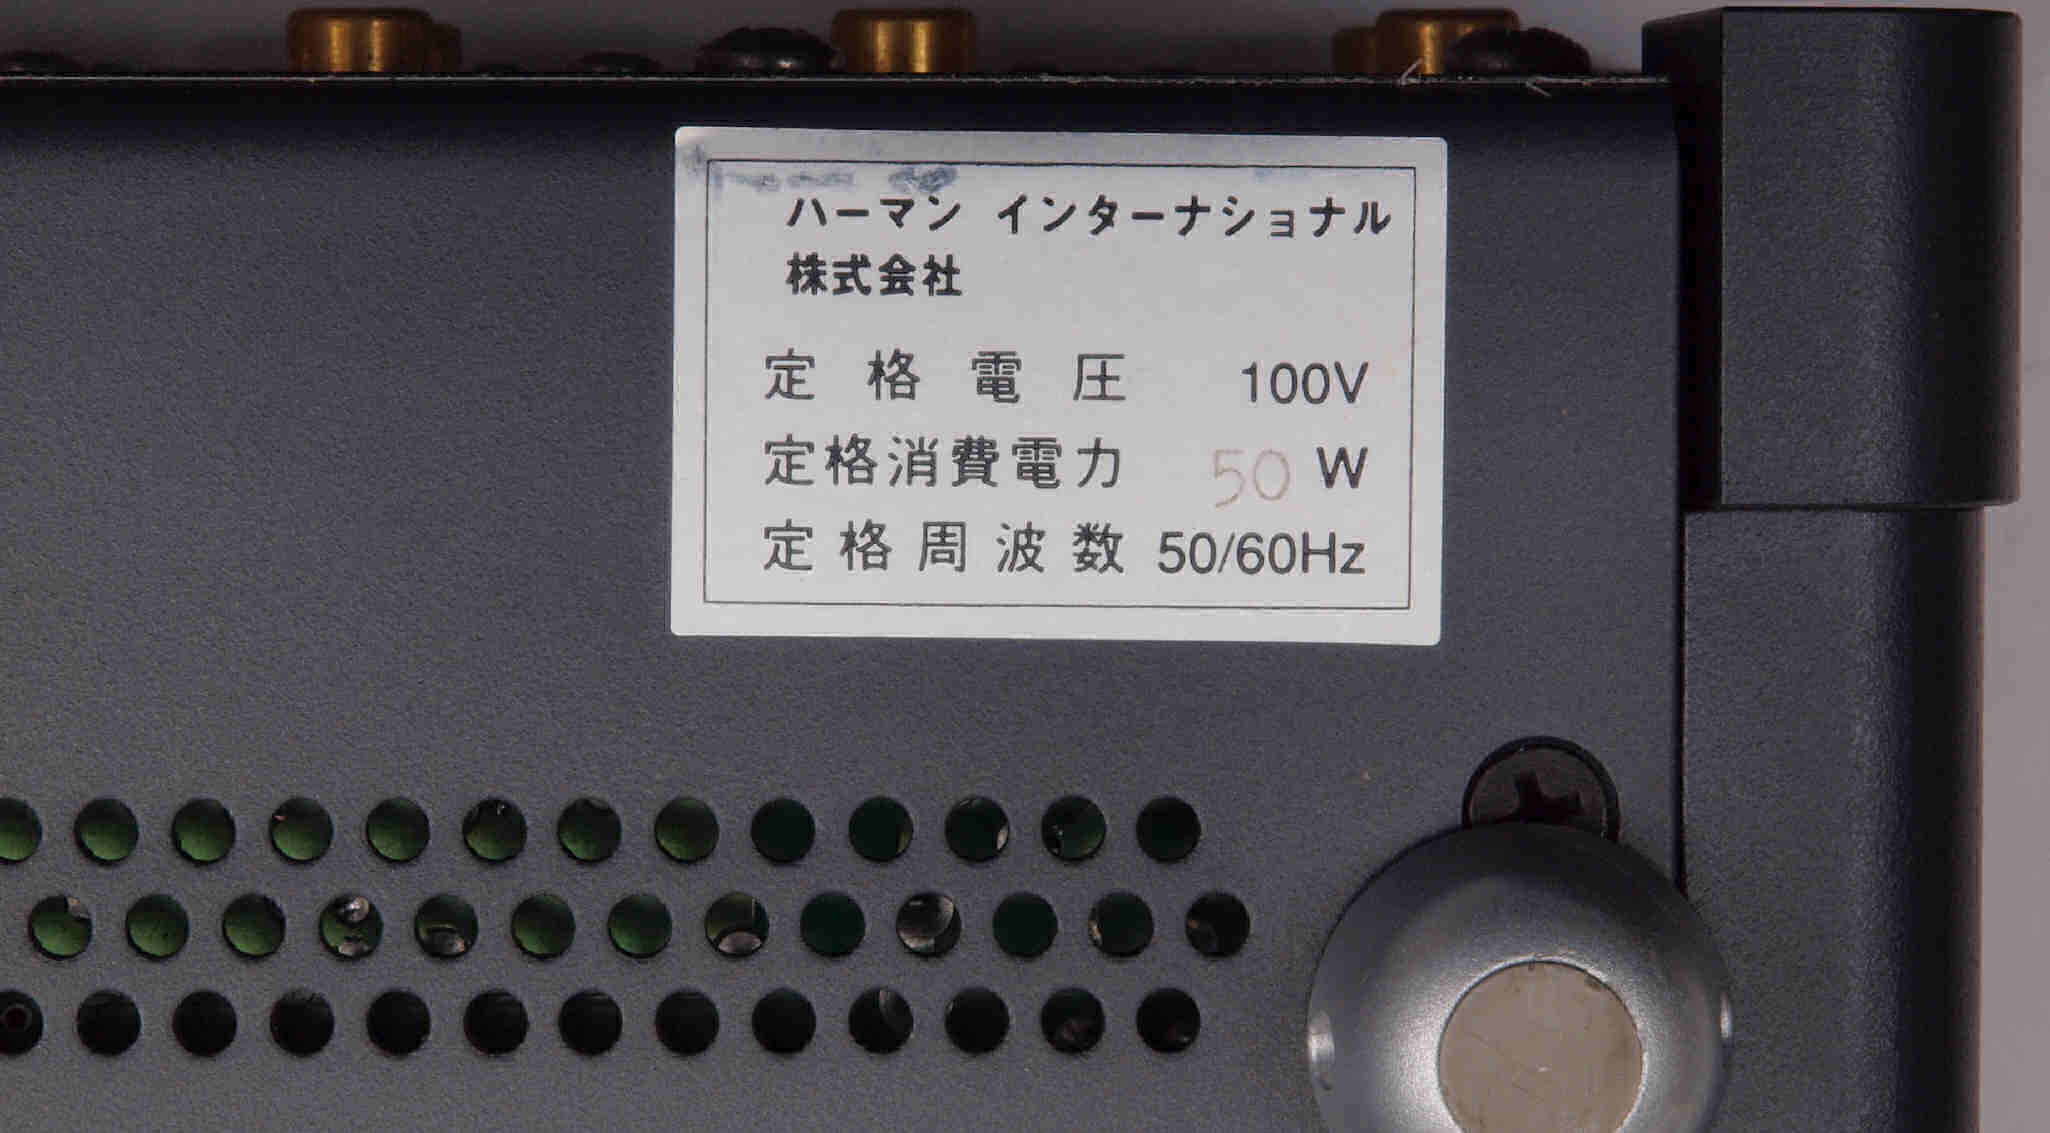 ハーマン インターナショナル
株式会社
定格電圧 100V
定格消費電力 50 W
定格周波数 50/60Hz